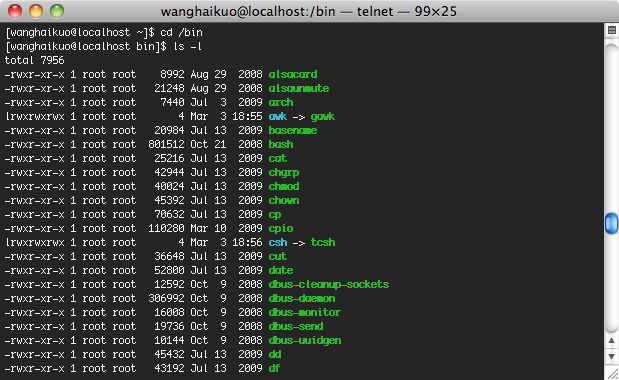 wanghaikuo@localhost:/bin — telnet — 99×25
[wanghaikuo@localhost ~]$ cd /bin
[wanghaikuo@localhost bin]$ ls -l
total 7956
-rwxr-xr-x 1 root root   8992 Aug 29  2008 alsacard
-rwxr-xr-x 1 root root  21248 Aug 29  2008 alsaunmute
-rwxr-xr-x 1 root root   7440 Jul  3  2009 arch
lrwxrwxrwx 1 root root      4 Mar  3 18:55 awk -> gawk
-rwxr-xr-x 1 root root  20984 Jul 13  2009 basename
-rwxr-xr-x 1 root root 801512 Oct 21  2008 bash
-rwxr-xr-x 1 root root  25216 Jul 13  2009 cat
-rwxr-xr-x 1 root root  42944 Jul 13  2009 chgrp
-rwxr-xr-x 1 root root  40024 Jul 13  2009 chmod
-rwxr-xr-x 1 root root  45392 Jul 13  2009 chown
-rwxr-xr-x 1 root root  70632 Jul 13  2009 cp
-rwxr-xr-x 1 root root 110280 Mar 10  2009 cpio
lrwxrwxrwx 1 root root      4 Mar  3 18:56 csh -> tcsh
-rwxr-xr-x 1 root root  36648 Jul 13  2009 cut
-rwxr-xr-x 1 root root  52800 Jul 13  2009 date
-rwxr-xr-x 1 root root  12592 Oct  9  2008 dbus-cleanup-sockets
-rwxr-xr-x 1 root root 306992 Oct  9  2008 dbus-daemon
-rwxr-xr-x 1 root root  16008 Oct  9  2008 dbus-monitor
-rwxr-xr-x 1 root root  19736 Oct  9  2008 dbus-send
-rwxr-xr-x 1 root root  10144 Oct  9  2008 dbus-uuidgen
-rwxr-xr-x 1 root root  45432 Jul 13  2009 dd
-rwxr-xr-x 1 root root  43192 Jul 13  2009 df